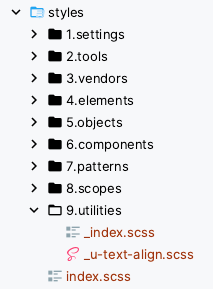 styles
1.settings
2.tools
3.vendors
4.elements
5.objects
6.components
7.patterns
8.scopes
9.utilities
_index.scss
_u-text-align.scss
index.scss